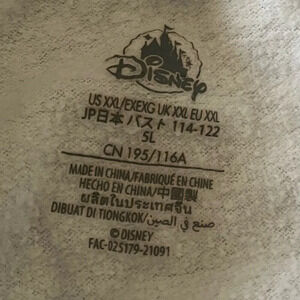 Disney
US XXL/EXEXG UK XXL EU XXL
JP日本 バスト 114-122
SL
CN 195/116A
MADE IN CHINA/FABRIQUÉ EN CHINE
HECHO EN CHINA/中國製
ผลิตในประเทศจีน
DIBUAT DI TIONGKOK/صنع في الصين
© DISNEY
FAC-025179-21091